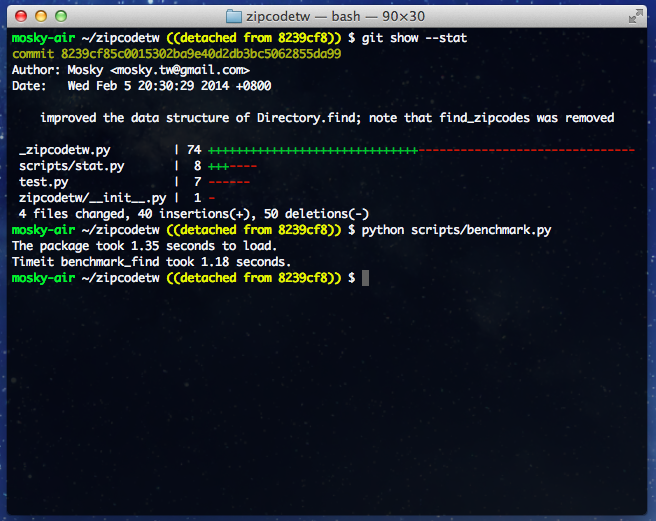 zipcodetw — bash — 90×30
mosky-air ~/zipcodetw ((detached from 8239cf8)) $ git show --stat
commit 8239cf85c0015302ba9e40d2db3bc5062855da99
Author: Mosky <mosky.tw@gmail.com>
Date:   Wed Feb 5 20:30:29 2014 +0800
improved the data structure of Directory.find; note that find_zipcodes was removed
_zipcodetw.py         | 74 ++++++++++++++++++++++++++++++-------------------------------
scripts/stat.py       |  8 +++----
test.py               |  7 ------
zipcodetw/__init__.py |  1 -
4 files changed, 40 insertions(+), 50 deletions(-)
mosky-air ~/zipcodetw ((detached from 8239cf8)) $ python scripts/benchmark.py
The package took 1.35 seconds to load.
Timeit benchmark_find took 1.18 seconds.
mosky-air ~/zipcodetw ((detached from 8239cf8)) $